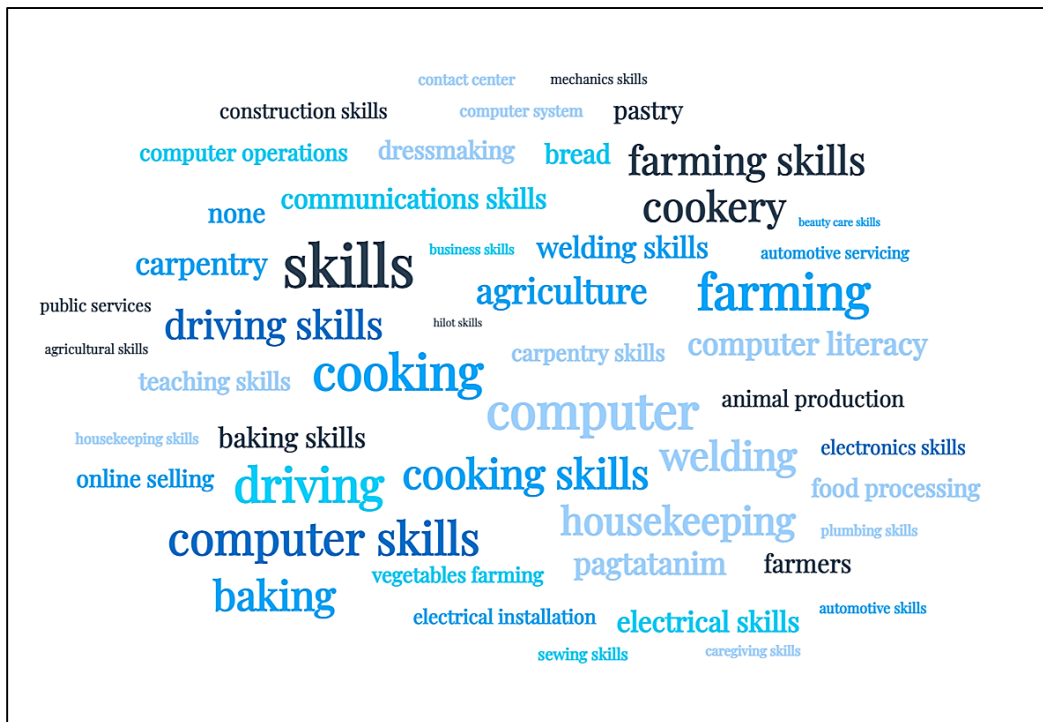 contact center
mechanics skills
construction skills
computer system
pastry
computer operations
dressmaking
bread
farming skills
none
communications skills
cookery
beauty care skills
carpentry
skills
business skills
welding skills
automotive servicing
public services
driving skills
hilot skills
agriculture
farming
agricultural skills
teaching skills
cooking
carpentry skills
computer literacy
computer
animal production
housekeeping skills
baking skills
welding
electronics skills
online selling
driving
cooking skills
food processing
computer skills
housekeeping
plumbing skills
baking
vegetables farming
pagtatanim
farmers
electrical installation
electrical skills
automotive skills
sewing skills
caregiving skills